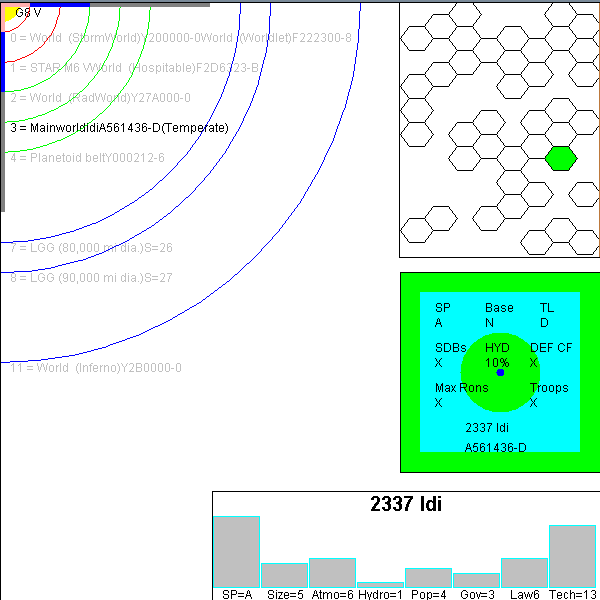 G8 V
0 = World  (StormWorld)Y200000-0World  (Worldlet)F222300-8
1 = STAR M6 VWorld  (Hospitable)F2D6323-B
2 = World  (RadWorld)Y27A000-0
3 = MainworldIdiA561436-D(Temperate)
4 = Planetoid beltY000212-6
7 = LGG (80,000 mi dia.)S=26
8 = LGG (90,000 mi dia.)S=27
11 = World  (Inferno)Y2B0000-0
SP Base TL
A N D
SDBs HYD DEF CF
X 10% X
Max Rons Troops
X X
2337 Idi
A561436-D
2337 Idi
SP=A Size=5 Atmo=6 Hydro=1 Pop=4 Gov=3 Law6 Tech=13